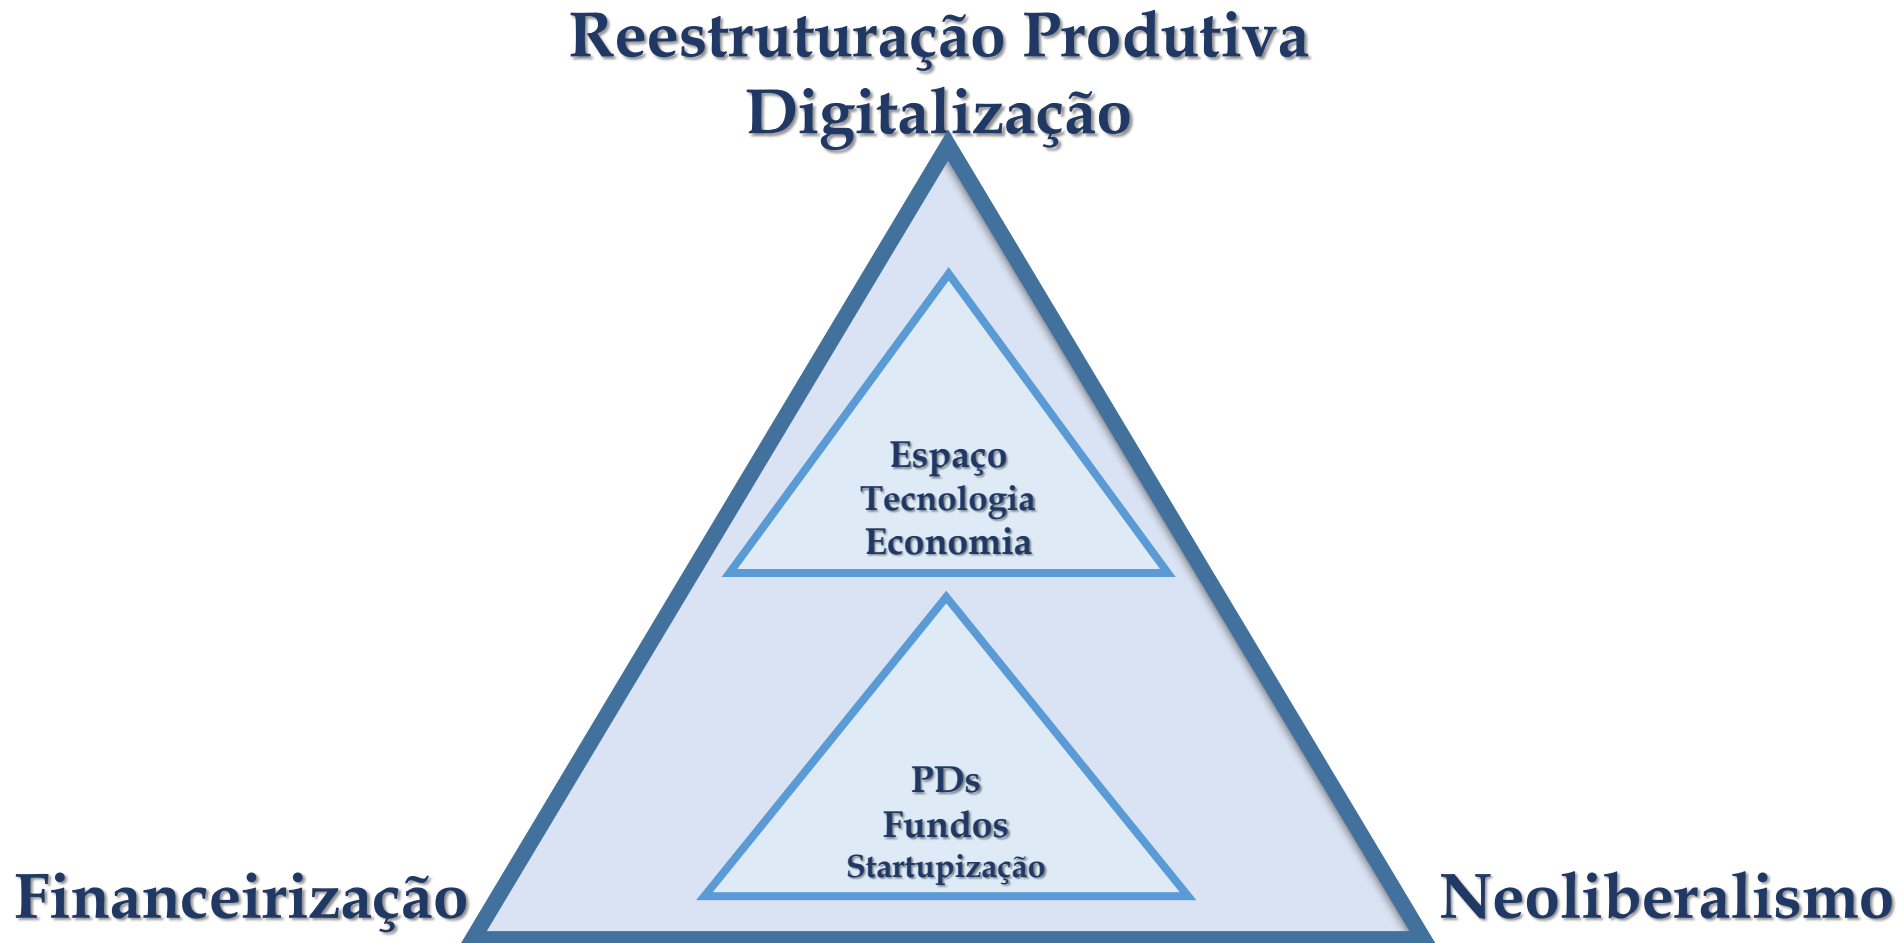 Reestruturação Produtiva
Digitalização
Espaço
Tecnologia
Economia
PDs
Fundos
Startupização
Financeirização
Neoliberalismo